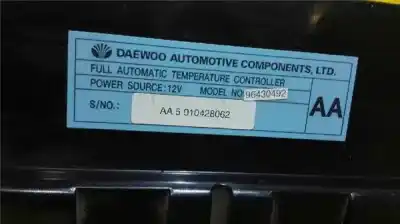 DAEWOO AUTOMOTIVE COMPONENTS, LTD.
FULL AUTOMATIC TEMPERATURE CONTROLLER
POWER SOURCE:12V MODEL NO:96430492
S/NO: AA 5 010428062
AA